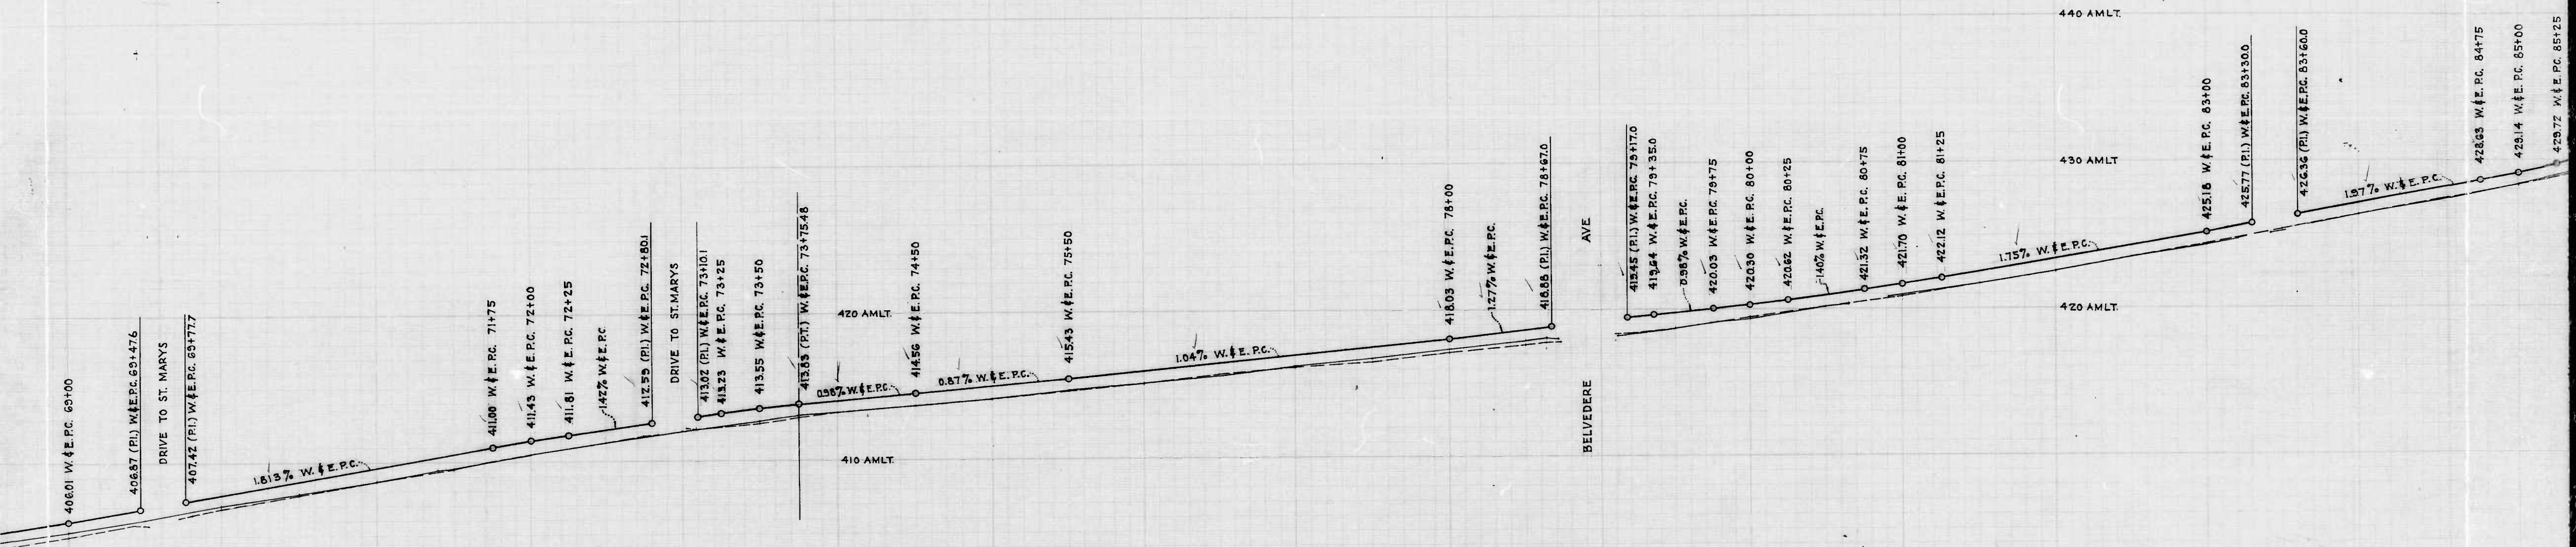 406.01 W. & E. P.C. 69+00
406.87 (P.I.) W.& E.P.C. 69+47.6
DRIVE TO ST. MARYS
407.42 (P.I.) W.& E.P.C. 69+77.7
1.813% W. & E.P.C.
411.00 W. & E. P.C. 71+75
411.43 W. & E. P.C. 72+00
411.81 W. & E. P.C. 72+25
1.42% W. & E.P.C.
412.59 (P.I.) W. & E.P.C. 72+80.1
DRIVE TO ST. MARYS
413.02 (P.I.) W.& E.P.C. 73+10.1
413.23 W. & E. P.C. 73+25
413.55 W. & E.P.C. 73+50
413.83 (P.T.) W. & E.P.C. 73+75.48
0.98% W. & E.P.C.
420 AMLT.
410 AMLT.
414.56 W. & E. P.C. 74+50
0.87% W. & E.P.C.
415.43 W. & E. P.C. 75+50
1.04% W. & E. P.C.
418.03 W. & E. P.C. 78+00
1.27% W. & E.P.C.
418.88 (P.I.) W. & E.P.C. 78+67.0
BELVEDERE AVE
419.45 (P.I.) W. & E.P.C. 79+17.0
419.64 W. & E.P.C. 79+35.0
0.98% W. & E.P.C.
420.03 W. & E.P.C. 79+75
420.30 W. & E. P.C. 80+00
420.62 W. & E. P.C. 80+25
1.40% W. & E.P.C.
421.32 W. & E. P.C. 80+75
421.70 W. & E. P.C. 81+00
422.12 W. & E. P.C. 81+25
1.75% W. & E.P.C.
440 AMLT.
430 AMLT
420 AMLT.
425.18 W. & E. P.C. 83+00
425.77 (P.I.) W. & E.P.C. 83+30.0
426.36 (P.I.) W. & E.P.C. 83+60.0
1.97% W. & E. P.C.
428.63 W. & E. P.C. 84+75
429.14 W. & E. P.C. 85+00
429.72 W. & E. P.C. 85+25